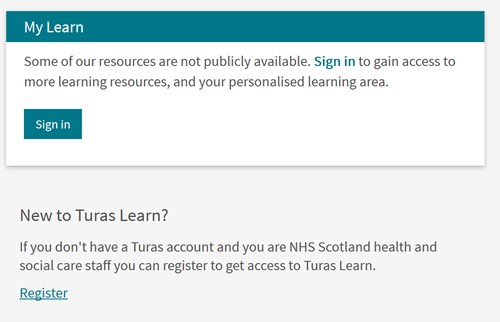 My Learn
Some of our resources are not publicly available. Sign in to gain access to
more learning resources, and your personalised learning area.
Sign in
New to Turas Learn?
If you don't have a Turas account and you are NHS Scotland health and
social care staff you can register to get access to Turas Learn.
Register